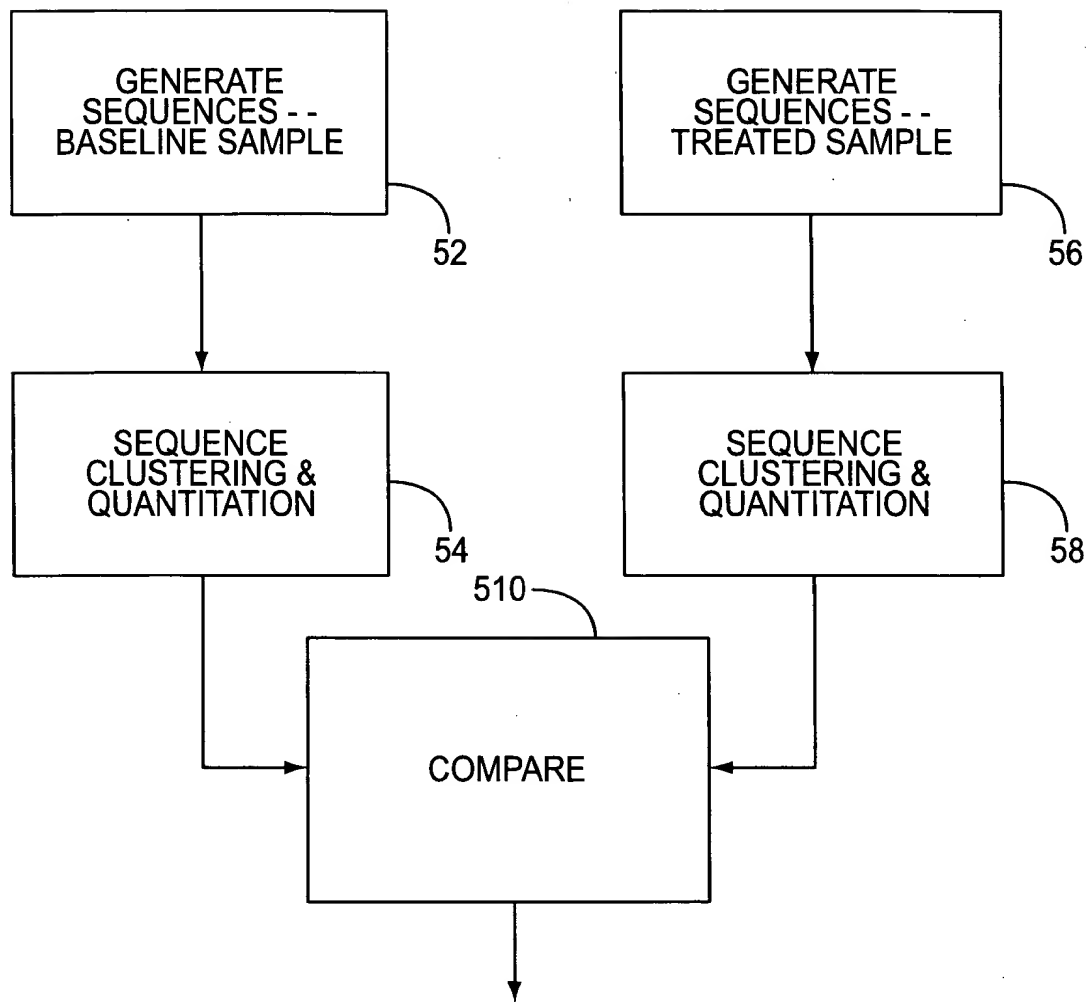 GENERATE
SEQUENCES - -
BASELINE SAMPLE
52
GENERATE
SEQUENCES - -
TREATED SAMPLE
56
SEQUENCE
CLUSTERING &
QUANTITATION
54
SEQUENCE
CLUSTERING &
QUANTITATION
58
510
COMPARE